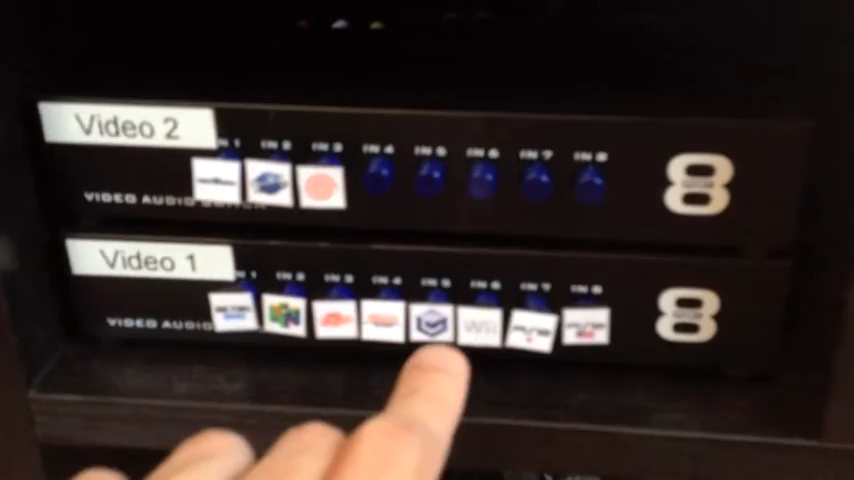 Video 2
IN 1 IN 2 IN 3 IN 4 IN 5 IN 6 IN 7 IN 8
VIDEO AUDIO
8
Video 1
IN 1 IN 2 IN 3 IN 4 IN 5 IN 6 IN 7 IN 8
Wii
VIDEO AUDIO
8